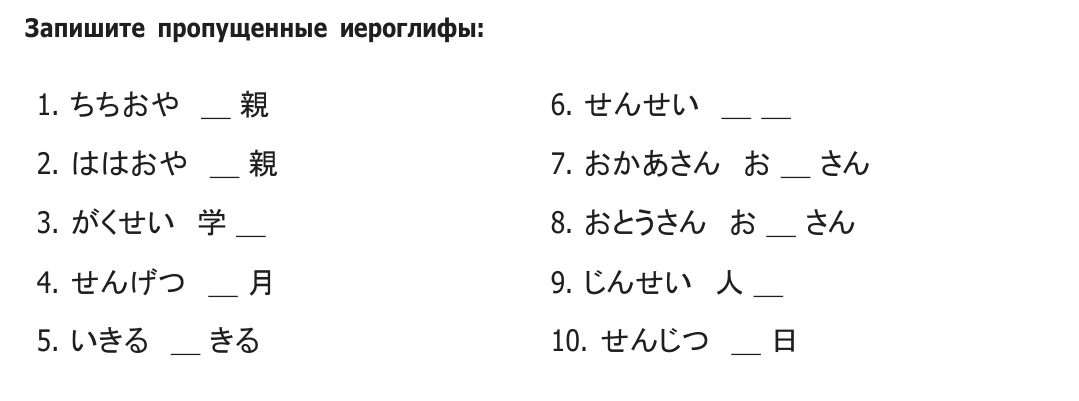 Запишите пропущенные иероглифы:
1. ちちおや __ 親
2. ははおや __ 親
3. がくせい 学 __
4. せんげつ __ 月
5. いきる __ きる
6. せんせい __ __
7. おかあさん お __ さん
8. おとうさん お __ さん
9. じんせい 人 __
10. せんじつ __ 日